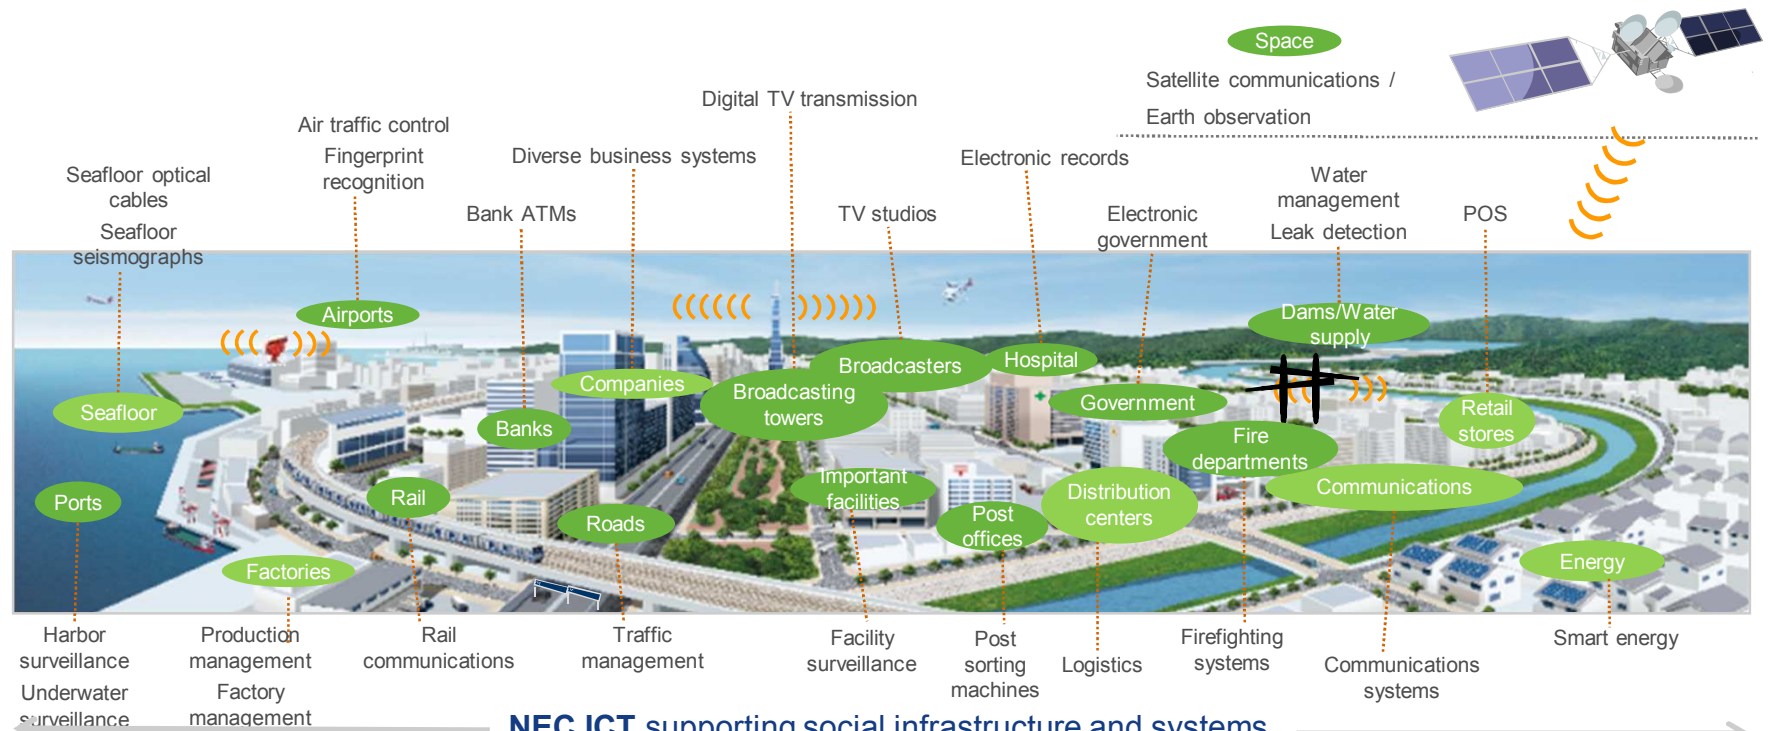 Space
Satellite communications /
Earth observation
Digital TV transmission
Air traffic control
Fingerprint
recognition
Diverse business systems
Electronic records
Seafloor optical
cables
Seafloor
seismographs
Bank ATMs
TV studios
Electronic
government
Water
management
Leak detection
POS
Airports
Dams/Water
supply
Broadcasters
Hospital
Companies
Broadcasting
towers
Government
Seafloor
Banks
Retail
stores
Fire
departments
Important
facilities
Communications
Distribution
centers
Ports
Rail
Roads
Post
offices
Factories
Energy
Harbor
surveillance
Underwater
surveillance
Production
management
Factory
management
Rail
communications
Traffic
management
Facility
surveillance
Post
sorting
machines
Logistics
Firefighting
systems
Communications
systems
Smart energy
NEC ICT supporting social infrastructure and systems